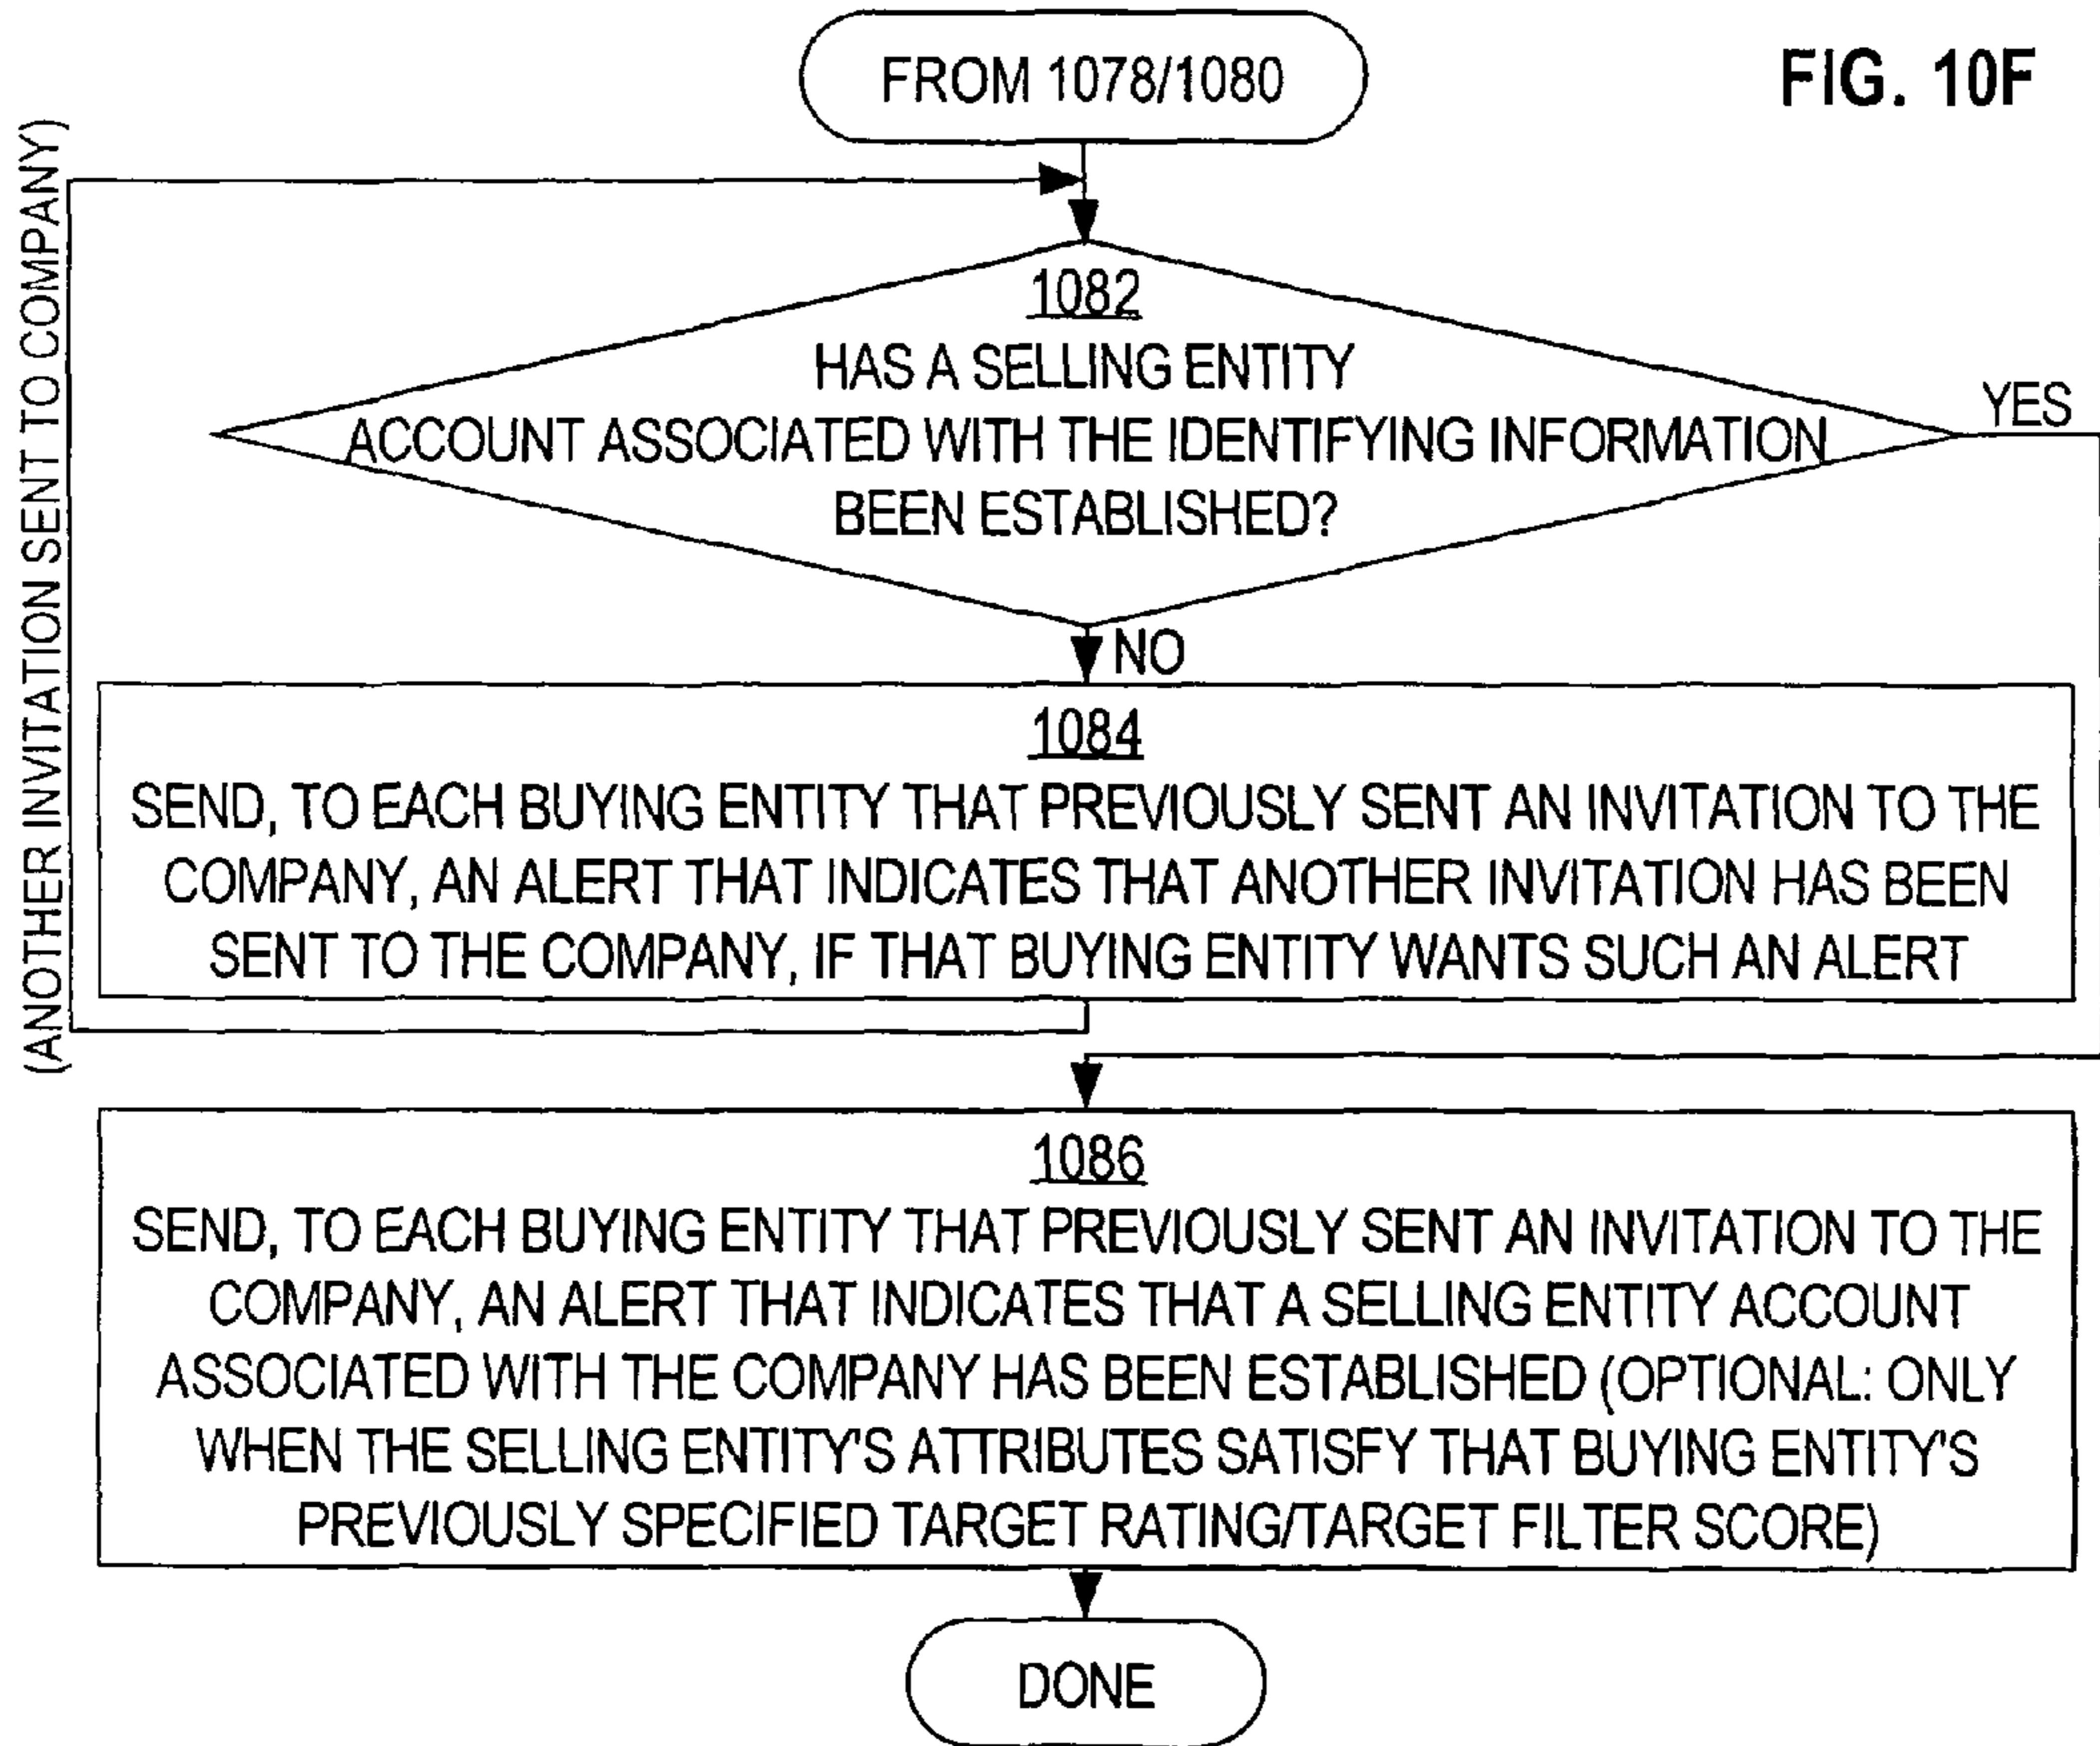 FROM 1078/1080
FIG. 10F
(ANOTHER INVITATION SENT TO COMPANY)
1082
HAS A SELLING ENTITY
ACCOUNT ASSOCIATED WITH THE IDENTIFYING INFORMATION
BEEN ESTABLISHED?
YES
NO
1084
SEND, TO EACH BUYING ENTITY THAT PREVIOUSLY SENT AN INVITATION TO THE
COMPANY, AN ALERT THAT INDICATES THAT ANOTHER INVITATION HAS BEEN
SENT TO THE COMPANY, IF THAT BUYING ENTITY WANTS SUCH AN ALERT
1086
SEND, TO EACH BUYING ENTITY THAT PREVIOUSLY SENT AN INVITATION TO THE
COMPANY, AN ALERT THAT INDICATES THAT A SELLING ENTITY ACCOUNT
ASSOCIATED WITH THE COMPANY HAS BEEN ESTABLISHED (OPTIONAL: ONLY
WHEN THE SELLING ENTITY'S ATTRIBUTES SATISFY THAT BUYING ENTITY'S
PREVIOUSLY SPECIFIED TARGET RATING/TARGET FILTER SCORE)
DONE